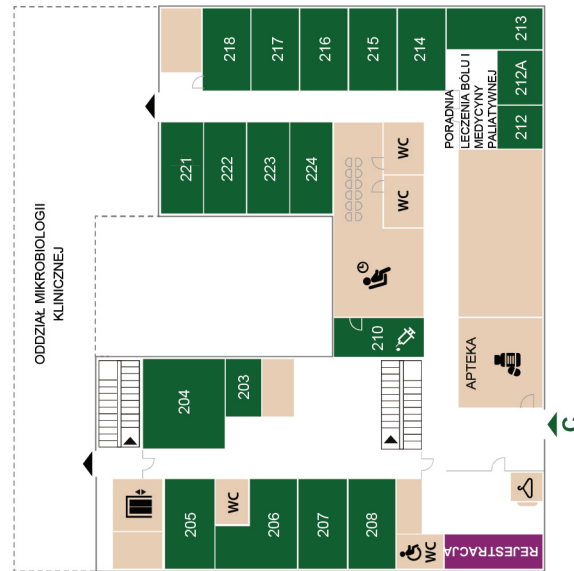 ODDZIAŁ MIKROBIOLOGII
KLINICZNEJ
218
217
216
215
214
213
212A
212
PORADNIA
LECZENIA BÓLU I
MEDYCYNY
PALIATYWNEJ
221
222
223
224
WC
WC
210
APTEKA
204
203
C
205
WC
206
207
208
WC
REJESTRACJA